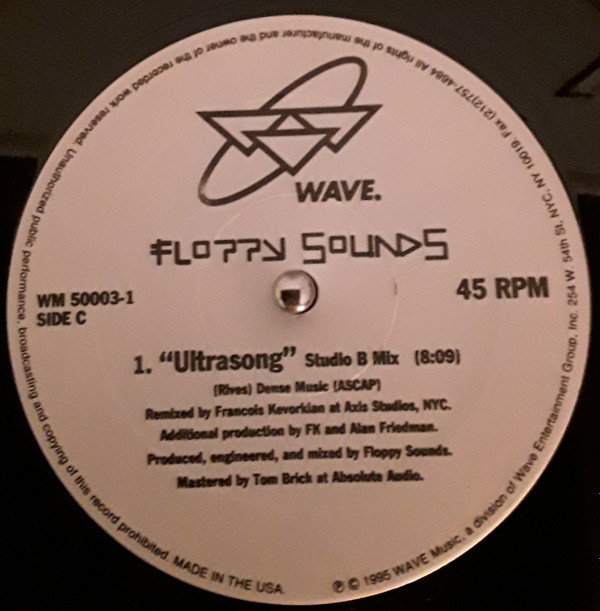 WAVE.
FLOPPY SOUNDS
WM 50003-1
SIDE C
45 RPM
1. “Ultrasong” Studio B Mix (8:09)
(Rives) Dense Music (ASCAP)
Remixed by Francois Kevorkian at Axis Studios, NYC.
Additional production by FK and Alan Friedman.
Produced, engineered, and mixed by Floppy Sounds.
Mastered by Tom Brick at Absolute Audio.
℗ © 1995 WAVE Music, a division of Wave Entertainment Group, Inc. 254 W. 54th St, NYC, NY 10019. Fax (212)757-4684 All rights of the manufacturer and the owner of the recorded work reserved. Unauthorized public performance, broadcasting and copying of this record prohibited. MADE IN THE USA